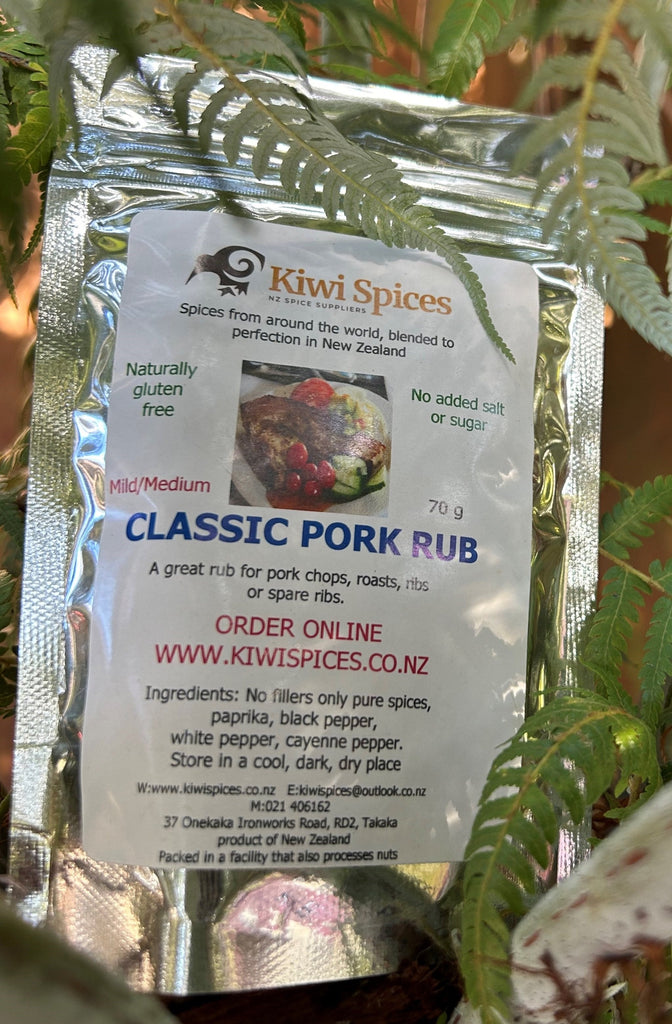 Kiwi Spices
NZ SPICE SUPPLIERS
Spices from around the world, blended to
perfection in New Zealand
Naturally
gluten
free
No added salt
or sugar
Mild/Medium
70 g
CLASSIC PORK RUB
A great rub for pork chops, roasts, ribs
or spare ribs.
ORDER ONLINE
WWW.KIWISPICES.CO.NZ
Ingredients: No fillers only pure spices,
paprika, black pepper,
white pepper, cayenne pepper.
Store in a cool, dark, dry place
W:www.kiwispices.co.nz E:kiwispices@outlook.co.nz
M:021 406162
37 Onekaka Ironworks Road, RD2, Takaka
product of New Zealand
Packed in a facility that also processes nuts